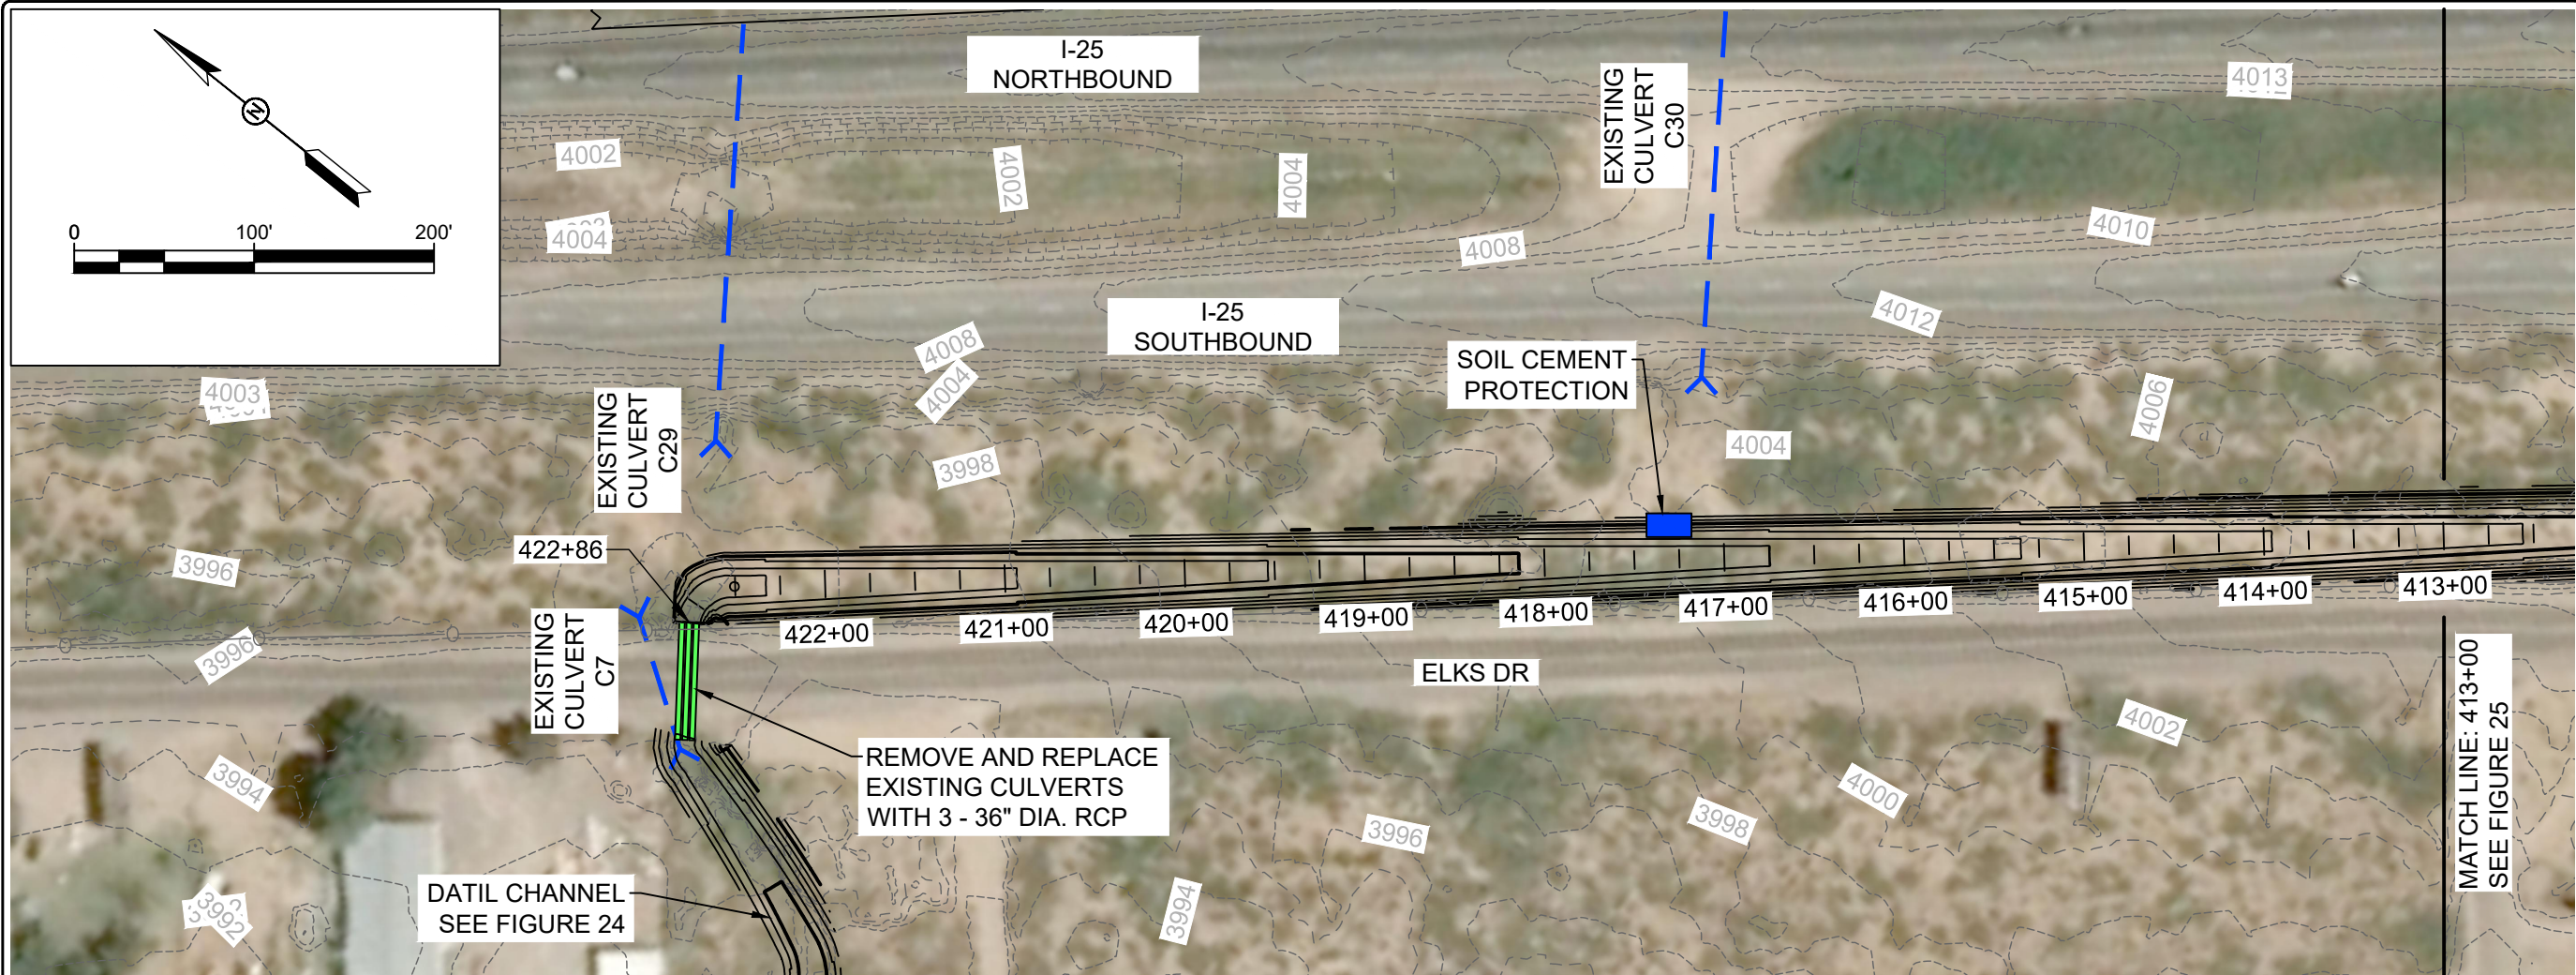 N
0 100' 200'
I-25
NORTHBOUND
I-25
SOUTHBOUND
EXISTING
CULVERT
C30
EXISTING
CULVERT
C29
EXISTING
CULVERT
C7
SOIL CEMENT
PROTECTION
422+86
422+00
421+00
420+00
419+00
418+00
417+00
416+00
415+00
414+00
413+00
ELKS DR
REMOVE AND REPLACE
EXISTING CULVERTS
WITH 3 - 36" DIA. RCP
DATIL CHANNEL
SEE FIGURE 24
MATCH LINE: 413+00
SEE FIGURE 25
4002
4004
4002
4004
4008
4013
4010
4012
4008
4004
4003
3998
4004
4006
3996
3996
3994
3992
3994
3996
3998
4000
4002